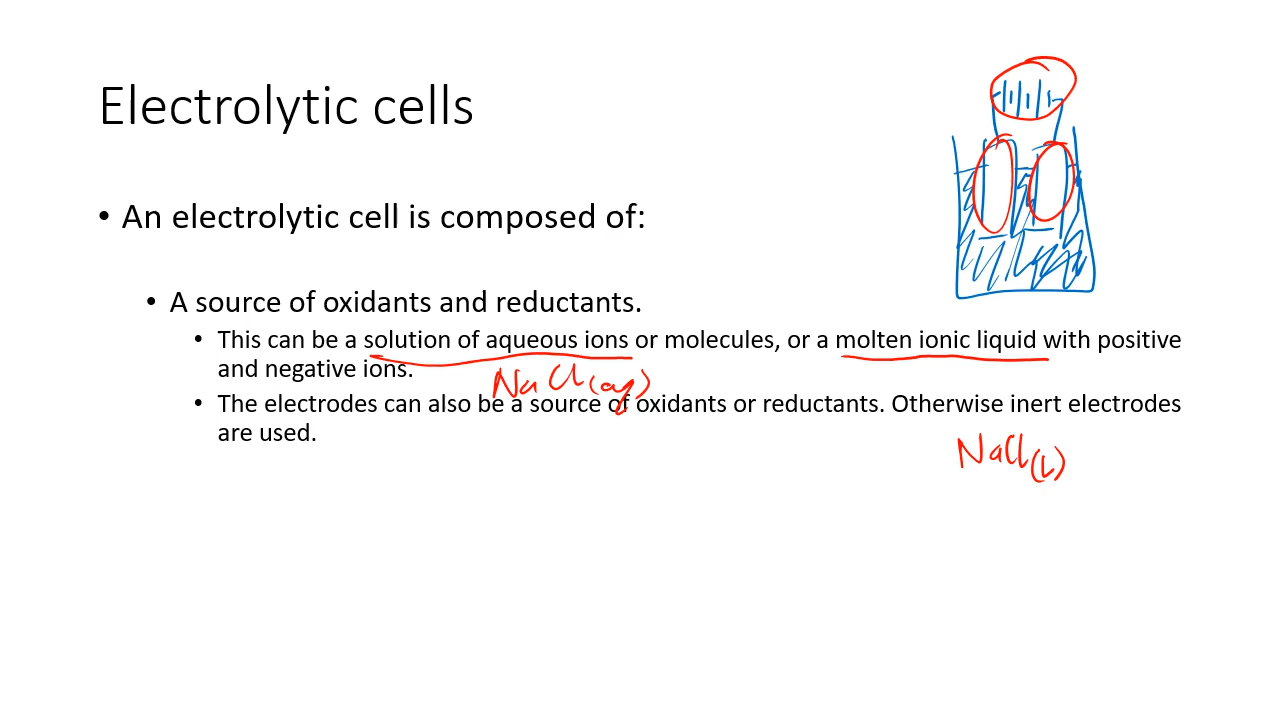 Electrolytic cells
• An electrolytic cell is composed of:
• A source of oxidants and reductants.
• This can be a solution of aqueous ions or molecules, or a molten ionic liquid with positive
and negative ions.
NaCl(aq)
• The electrodes can also be a source of oxidants or reductants. Otherwise inert electrodes
are used.
NaCl(L)